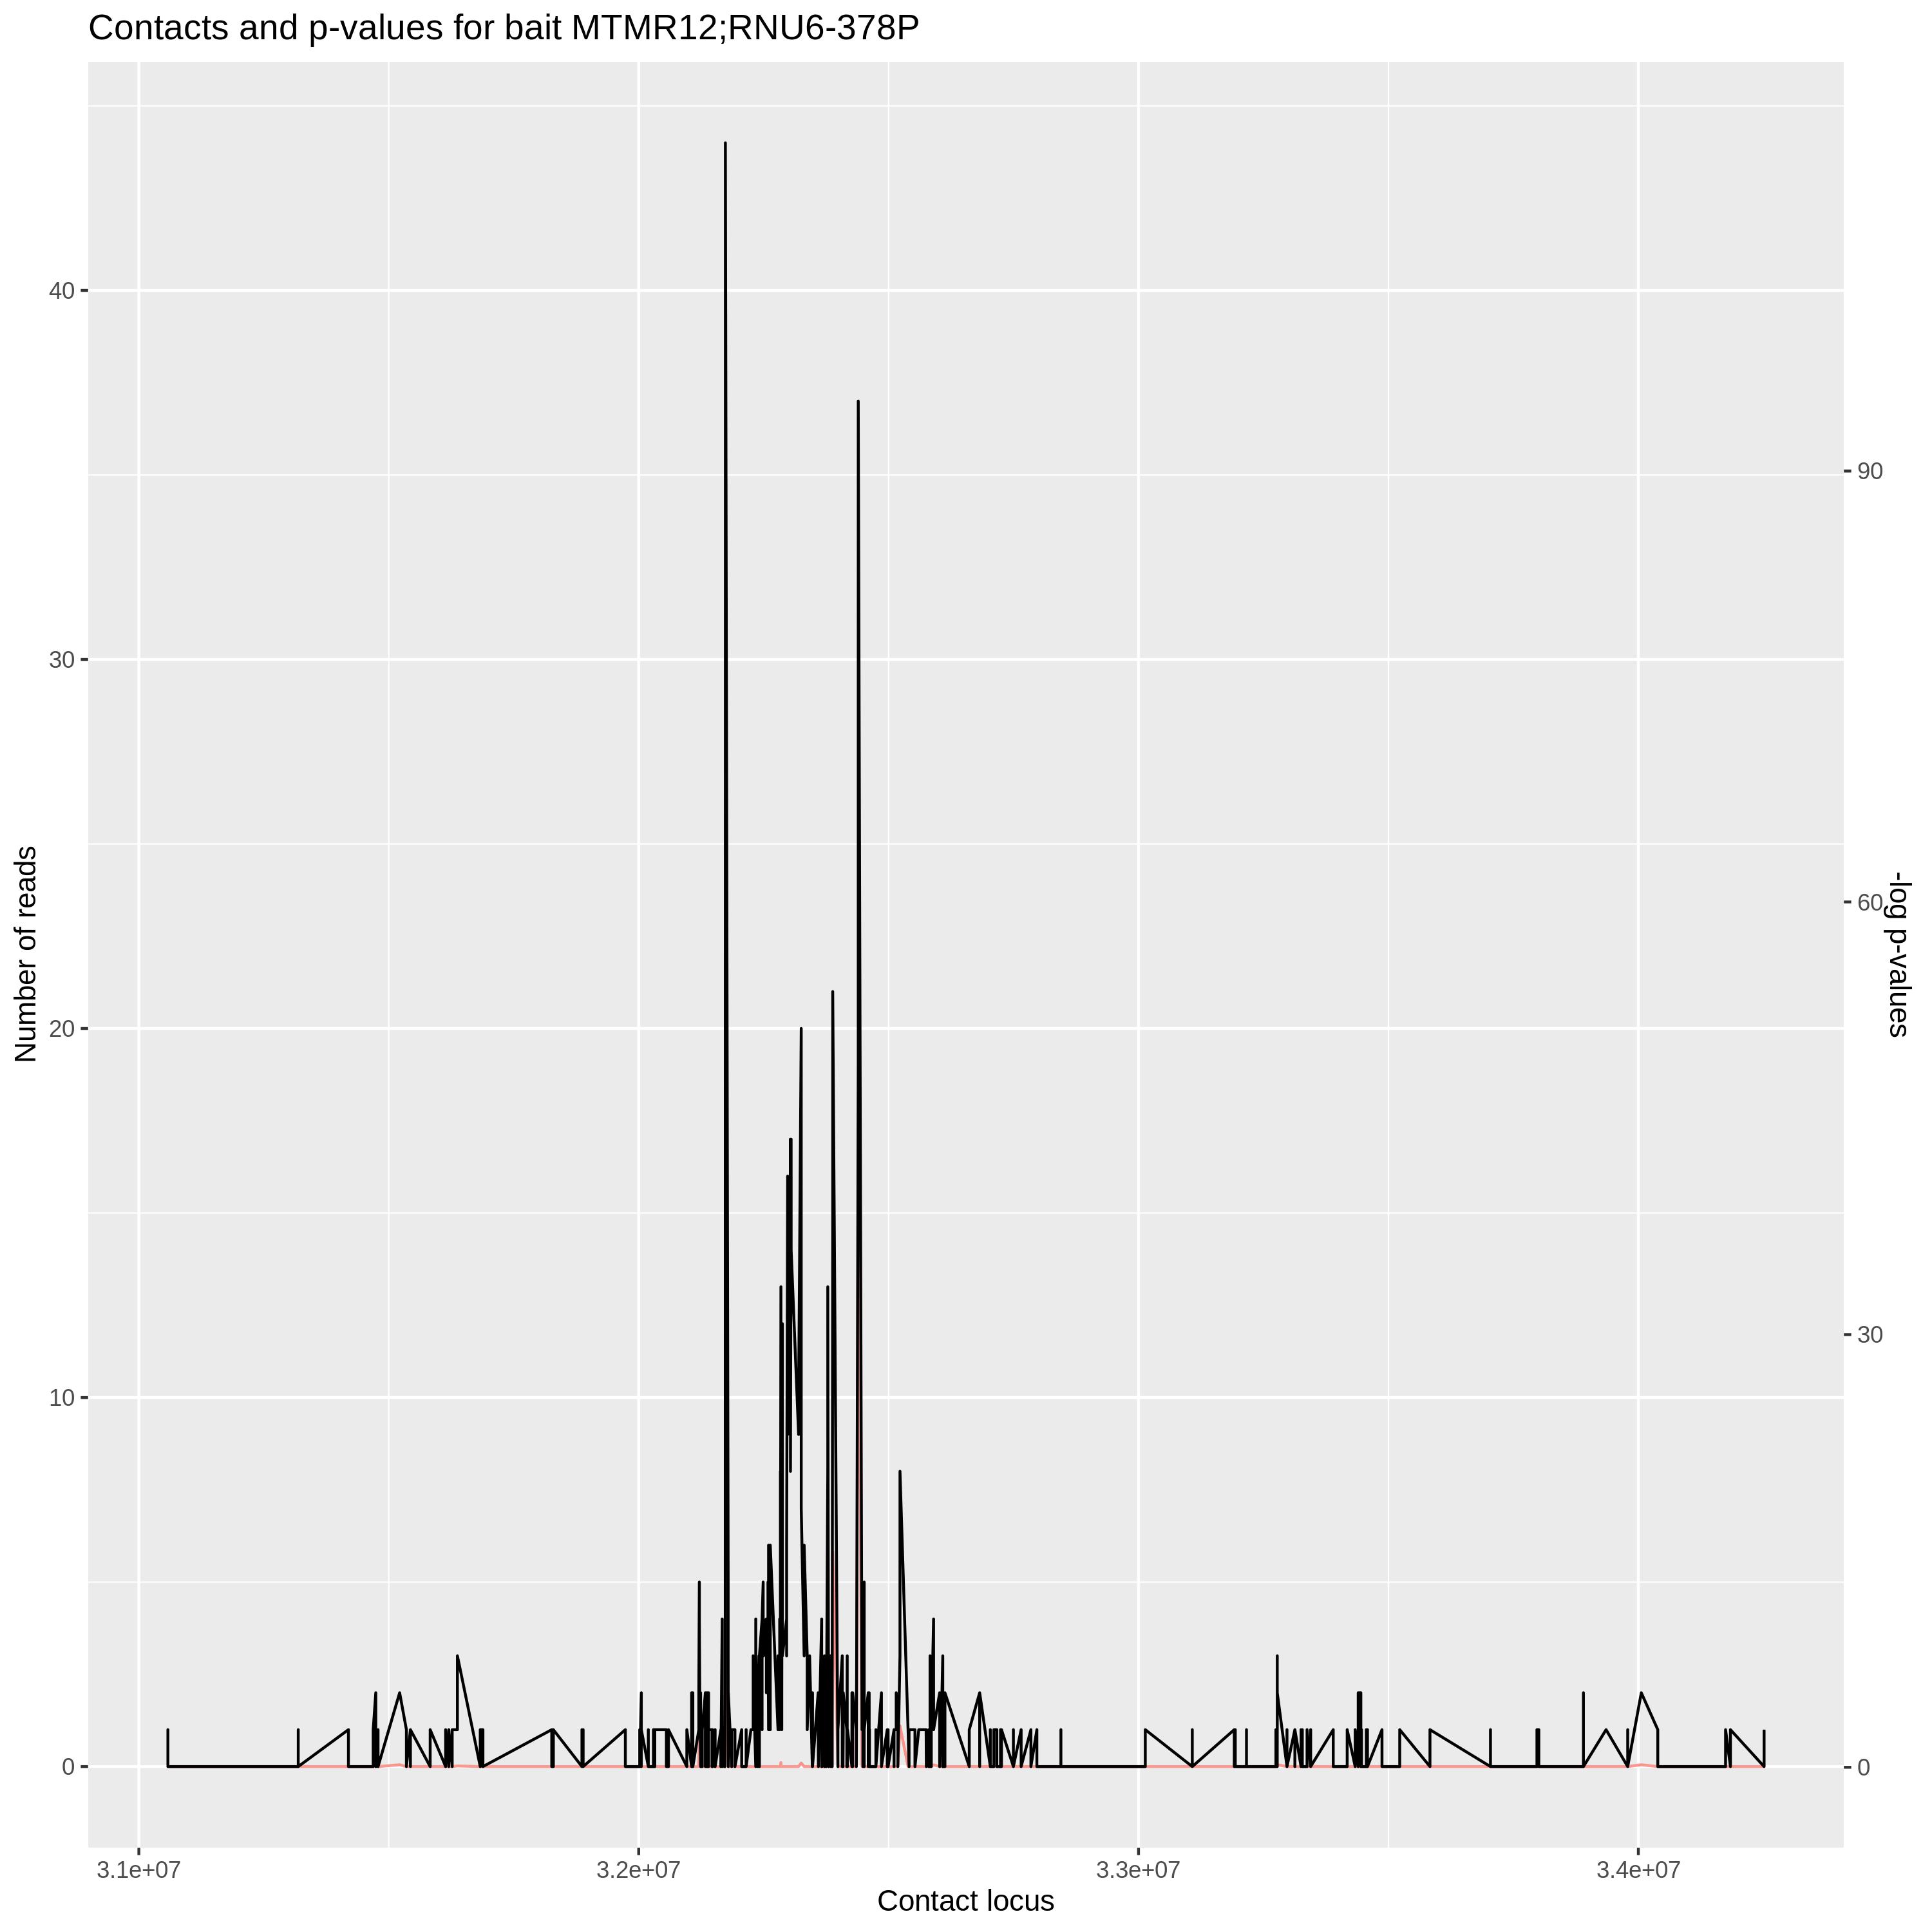 Contacts and p-values for bait MTMR12;RNU6-378P
Number of reads
40
30
20
10
0
90
60
30
0
-log p-values
3.1e+07
3.2e+07
3.3e+07
3.4e+07
Contact locus